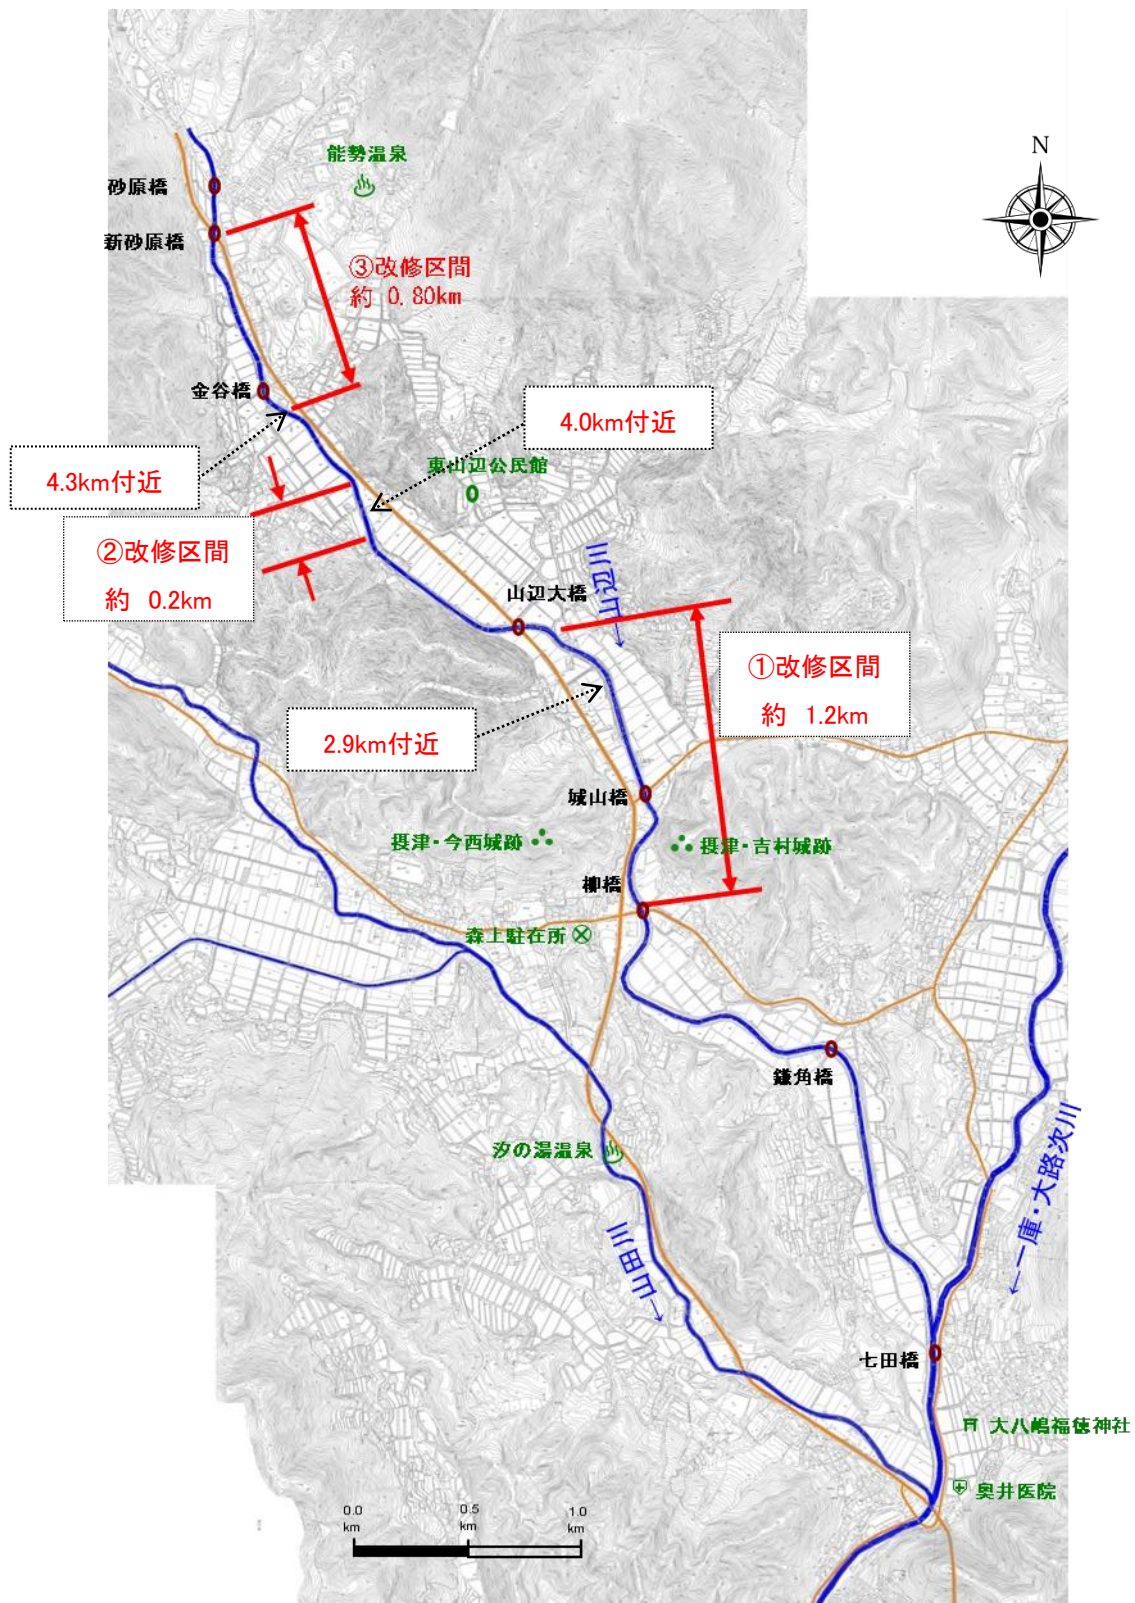 N
能勢温泉
砂原橋
新砂原橋
③改修区間
約 0.80km
金谷橋
4.0km付近
4.3km付近
東山辺公民館
②改修区間
約 0.2km
山辺川
山辺大橋
①改修区間
約 1.2km
2.9km付近
城山橋
摂津・今西城跡
摂津・吉村城跡
柳橋
森上駐在所
鎌角橋
汐の湯温泉
←一庫・大路次川
山田川→
七田橋
大八嶋福徳神社
奥井医院
0.0
km
0.5
km
1.0
km